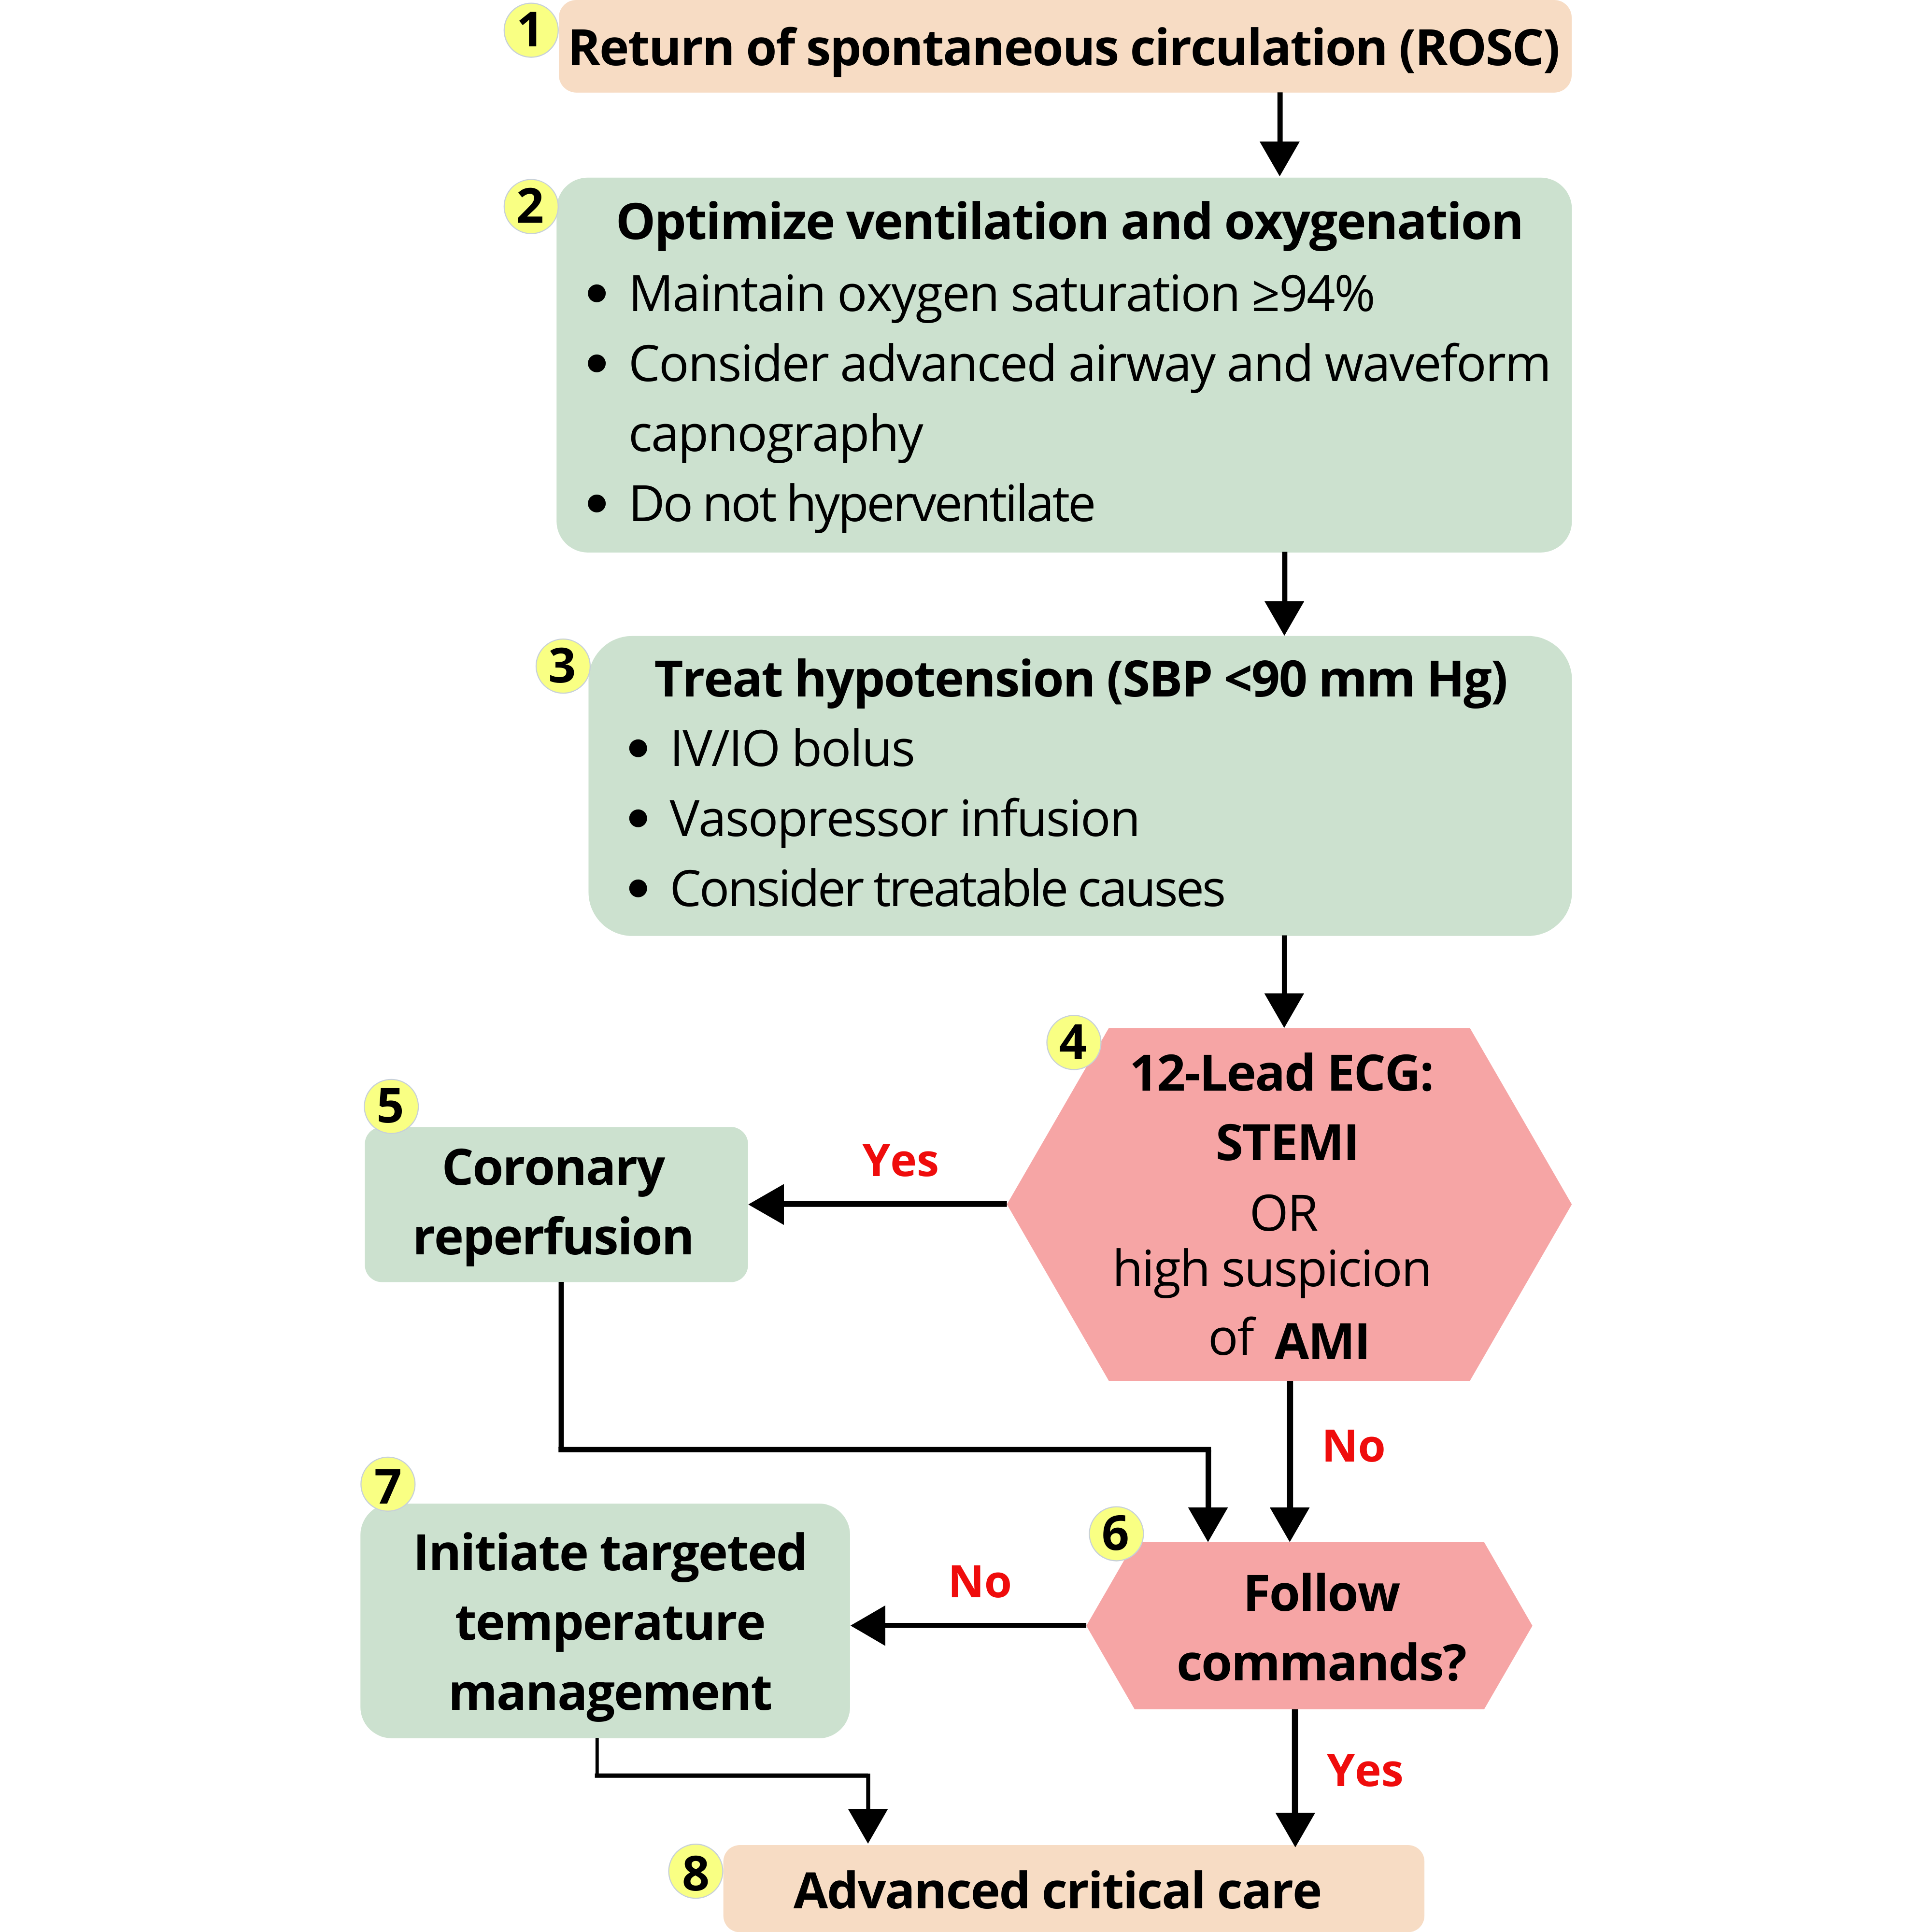 1
Return of spontaneous circulation (ROSC)
2
Optimize ventilation and oxygenation
• Maintain oxygen saturation ≥94%
• Consider advanced airway and waveform
capnography
• Do not hyperventilate
3
Treat hypotension (SBP <90 mm Hg)
• IV/IO bolus
• Vasopressor infusion
• Consider treatable causes
4
12-Lead ECG:
STEMI
OR
high suspicion
of AMI
Yes
5
Coronary
reperfusion
No
6
Follow
commands?
No
7
Initiate targeted
temperature
management
Yes
8
Advanced critical care